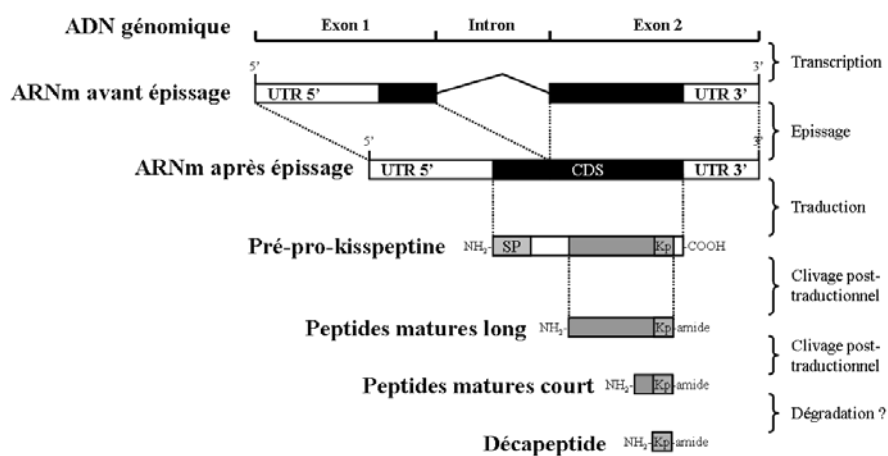 ADN génomique Exon 1 Intron Exon 2
5’ 3’ Transcription
ARNm avant épissage UTR 5’ UTR 3’
5’ 3’ Epissage
ARNm après épissage UTR 5’ CDS UTR 3’
Traduction
Pré-pro-kisspeptine NH2- SP Kp -COOH
Clivage post-
traductionnel
Peptides matures long NH2- Kp -amide
Clivage post-
traductionnel
Peptides matures court NH2- Kp -amide
Dégradation ?
Décapeptide NH2- Kp -amide